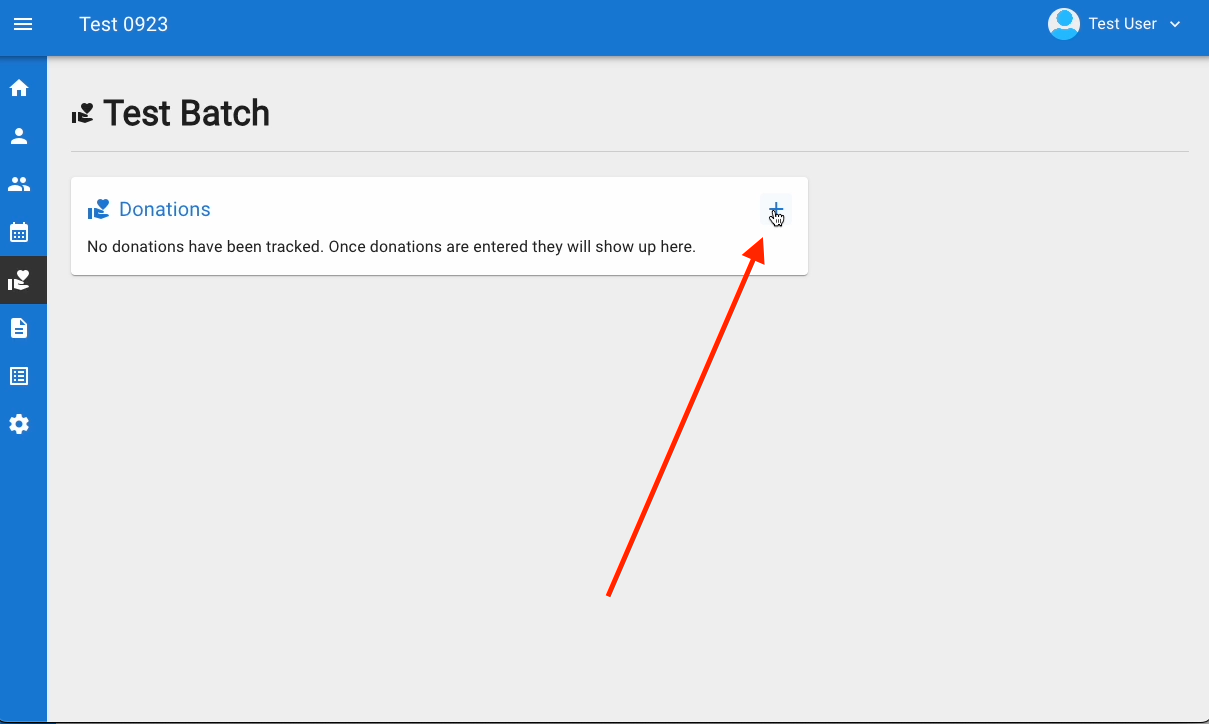 Test 0923
Test User
Test Batch
Donations
No donations have been tracked. Once donations are entered they will show up here.